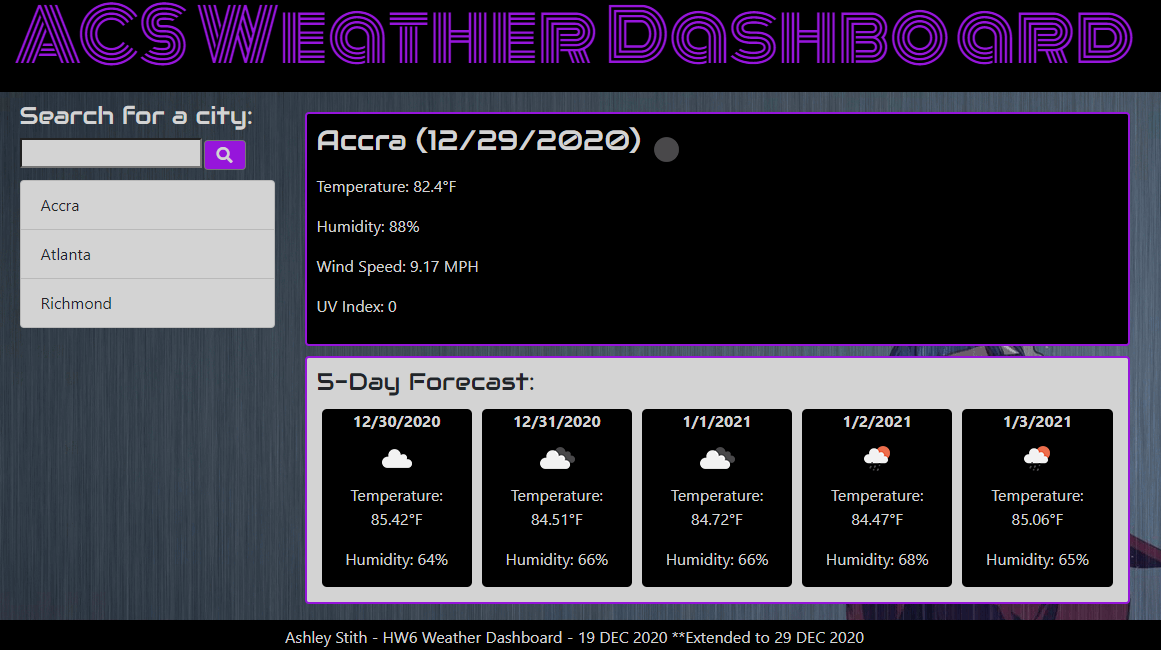 ACS Weather Dashboard
Search for a city:
Accra
Atlanta
Richmond
Accra (12/29/2020)
Temperature: 82.4°F
Humidity: 88%
Wind Speed: 9.17 MPH
UV Index: 0
5-Day Forecast:
12/30/2020
Temperature:
85.42°F
Humidity: 64%
12/31/2020
Temperature:
84.51°F
Humidity: 66%
1/1/2021
Temperature:
84.72°F
Humidity: 66%
1/2/2021
Temperature:
84.47°F
Humidity: 68%
1/3/2021
Temperature:
85.06°F
Humidity: 65%
Ashley Stith - HW6 Weather Dashboard - 19 DEC 2020 **Extended to 29 DEC 2020